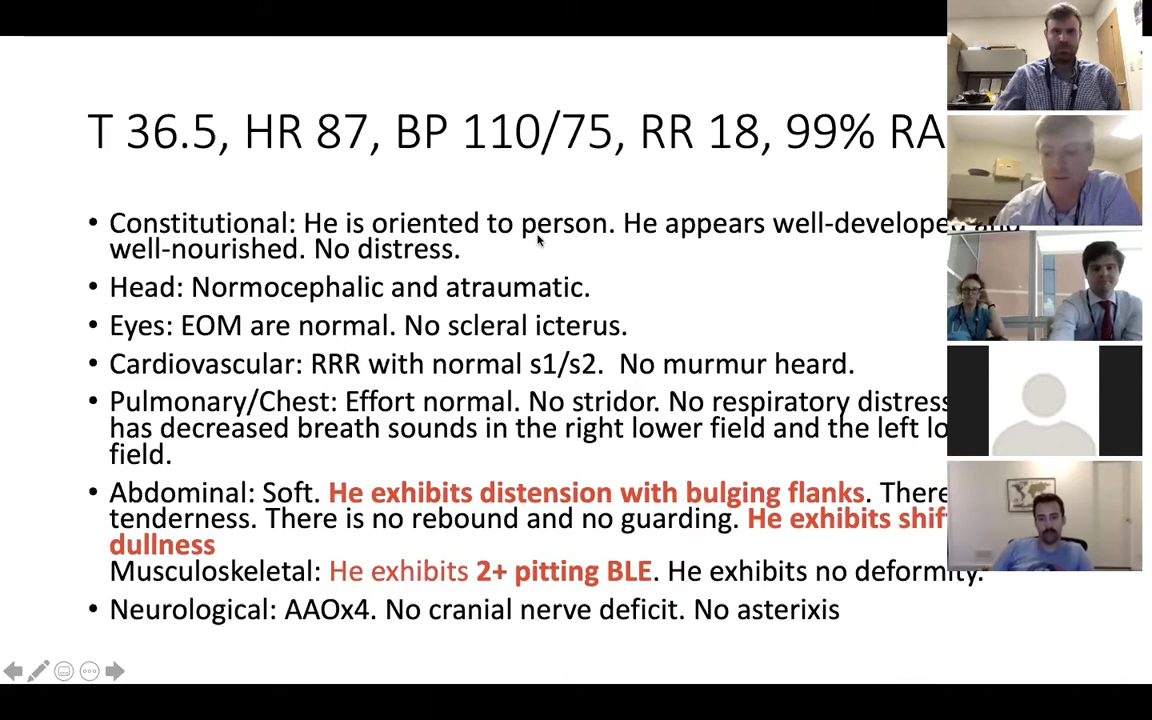 T 36.5, HR 87, BP 110/75, RR 18, 99% RA
• Constitutional: He is oriented to person. He appears well-developed and
well-nourished. No distress.
• Head: Normocephalic and atraumatic.
• Eyes: EOM are normal. No scleral icterus.
• Cardiovascular: RRR with normal s1/s2. No murmur heard.
• Pulmonary/Chest: Effort normal. No stridor. No respiratory distress
has decreased breath sounds in the right lower field and the left
field.
• Abdominal: Soft. He exhibits distension with bulging flanks. There
tenderness. There is no rebound and no guarding. He exhibits
dullness
Musculoskeletal: He exhibits 2+ pitting BLE. He exhibits no deformity.
• Neurological: AAOx4. No cranial nerve deficit. No asterixis